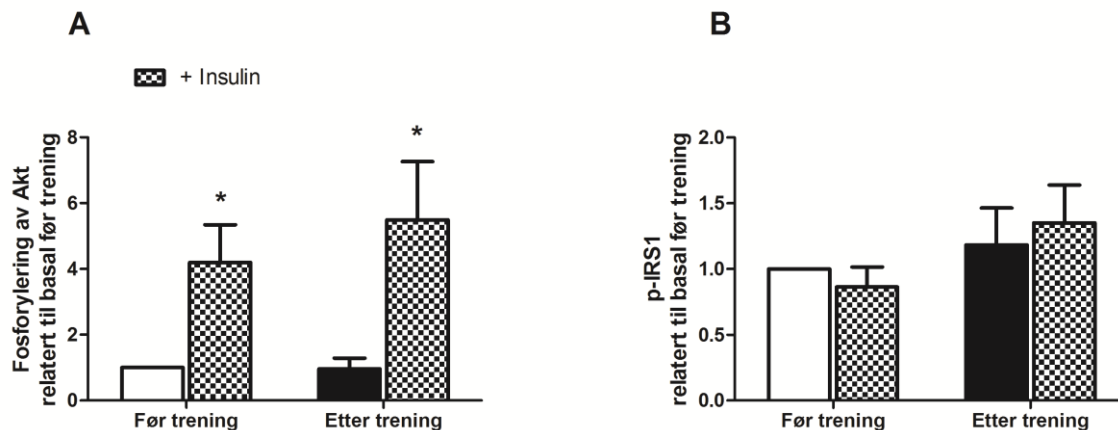 A
+ Insulin
Fosforylering av Akt
relatert til basal før trening
8
6
4
2
0
*
*
Før trening
Etter trening
B
p-IRS1
relatert til basal før trening
2.0
1.5
1.0
0.5
0.0
Før trening
Etter trening